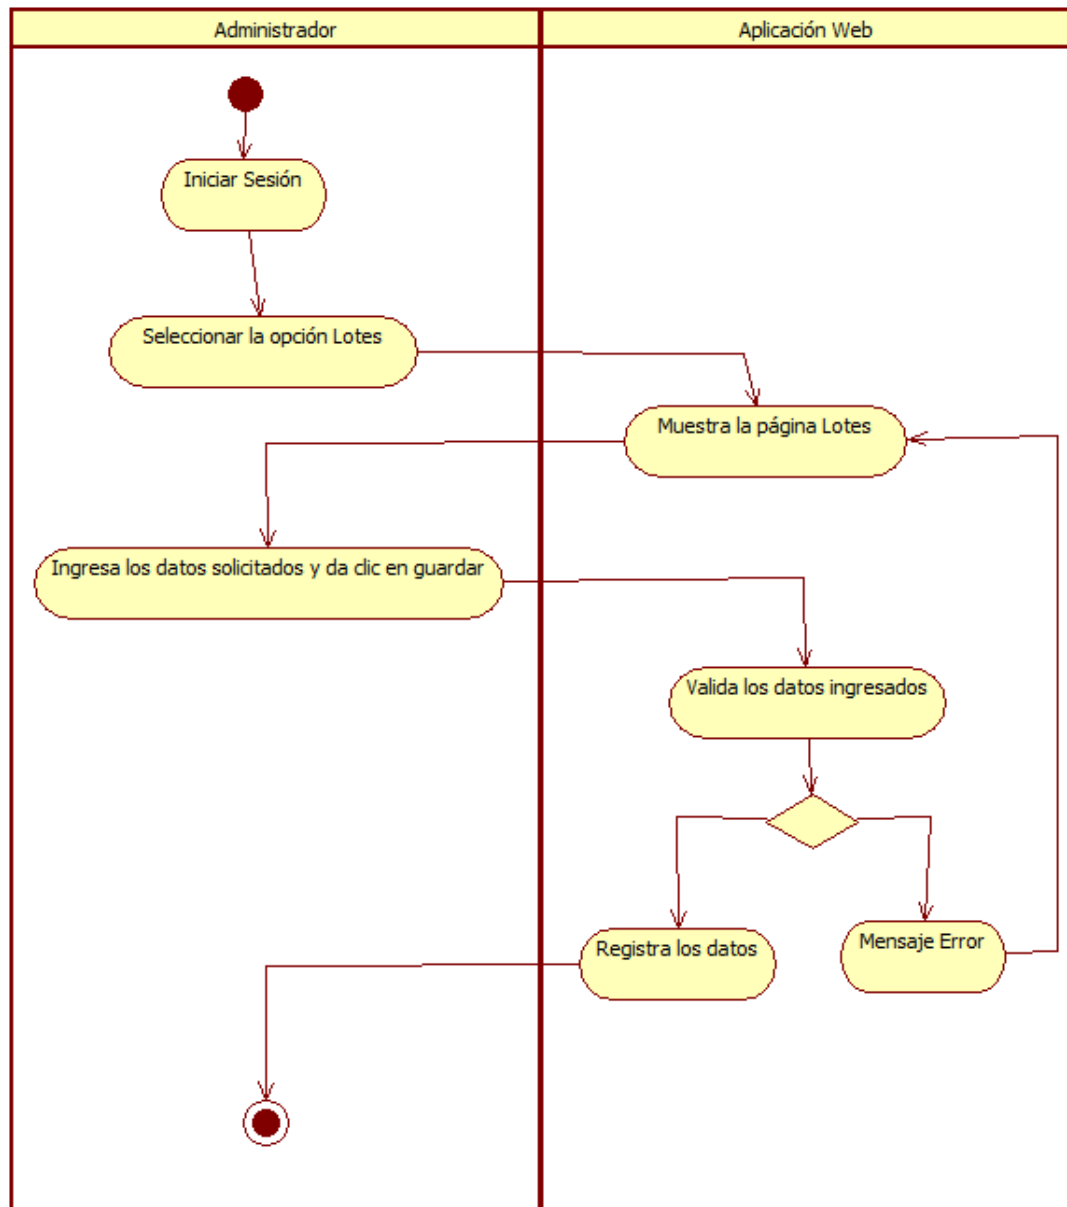 Administrador
Aplicación Web
Iniciar Sesión
Seleccionar la opción Lotes
Muestra la página Lotes
Ingresa los datos solicitados y da clic en guardar
Valida los datos ingresados
Registra los datos
Mensaje Error